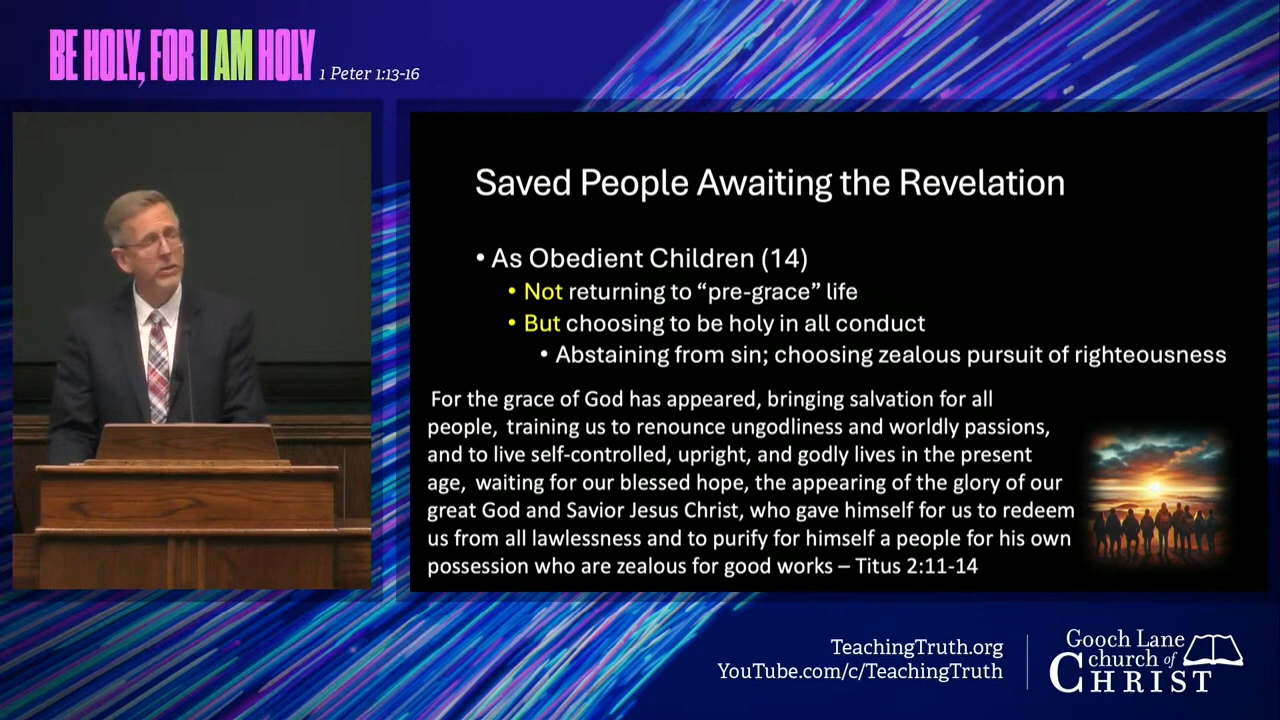 BE HOLY, FOR I AM HOLY 1 Peter 1:13-16
Saved People Awaiting the Revelation
• As Obedient Children (14)
• Not returning to “pre-grace” life
• But choosing to be holy in all conduct
• Abstaining from sin; choosing zealous pursuit of righteousness
For the grace of God has appeared, bringing salvation for all
people, training us to renounce ungodliness and worldly passions,
and to live self-controlled, upright, and godly lives in the present
age, waiting for our blessed hope, the appearing of the glory of our
great God and Savior Jesus Christ, who gave himself for us to redeem
us from all lawlessness and to purify for himself a people for his own
possession who are zealous for good works – Titus 2:11-14
TeachingTruth.org
YouTube.com/c/TeachingTruth
Gooch Lane
church of
CHRIST